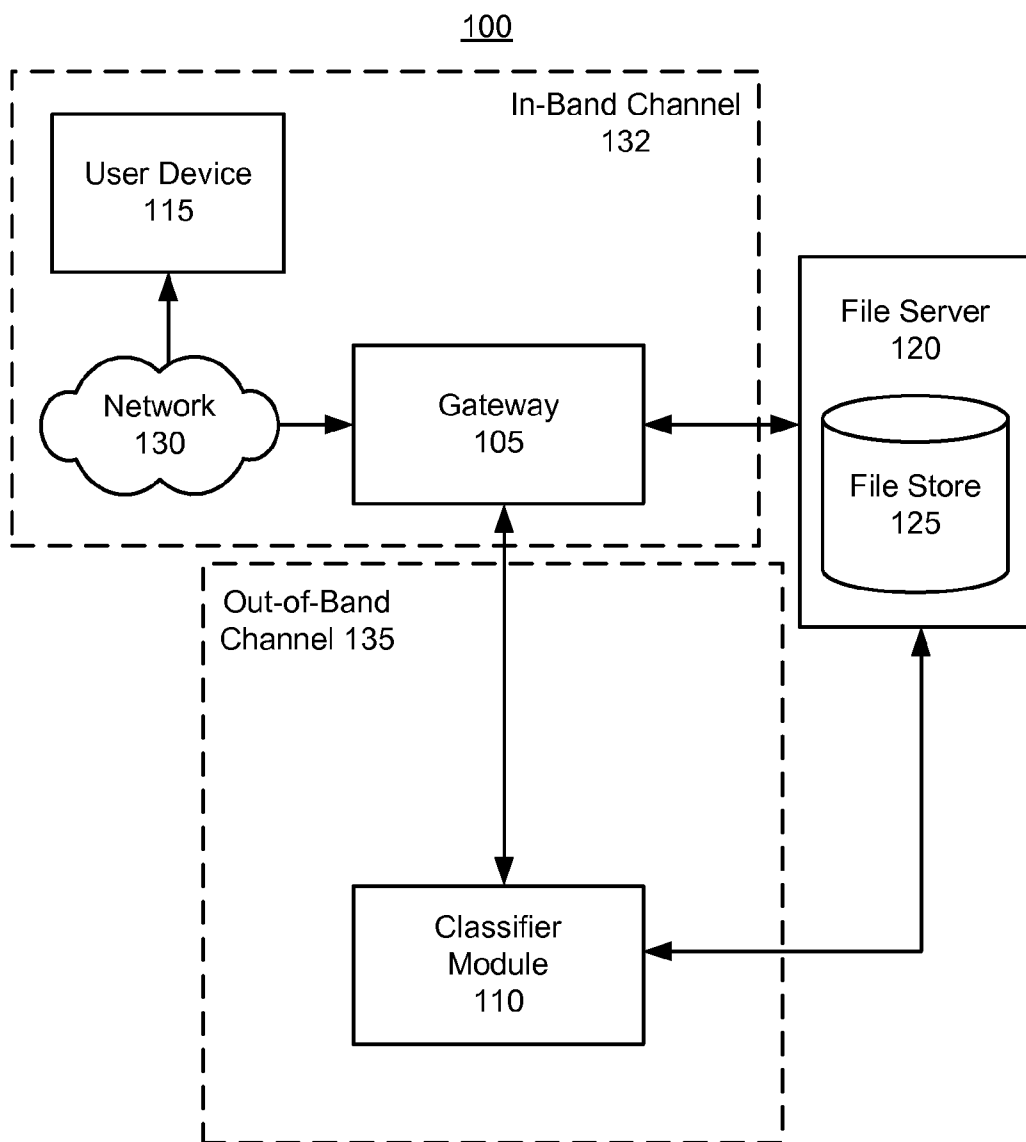 100
In-Band Channel
132
User Device
115
File Server
120
Network
130
Gateway
105
File Store
125
Out-of-Band
Channel 135
Classifier
Module
110